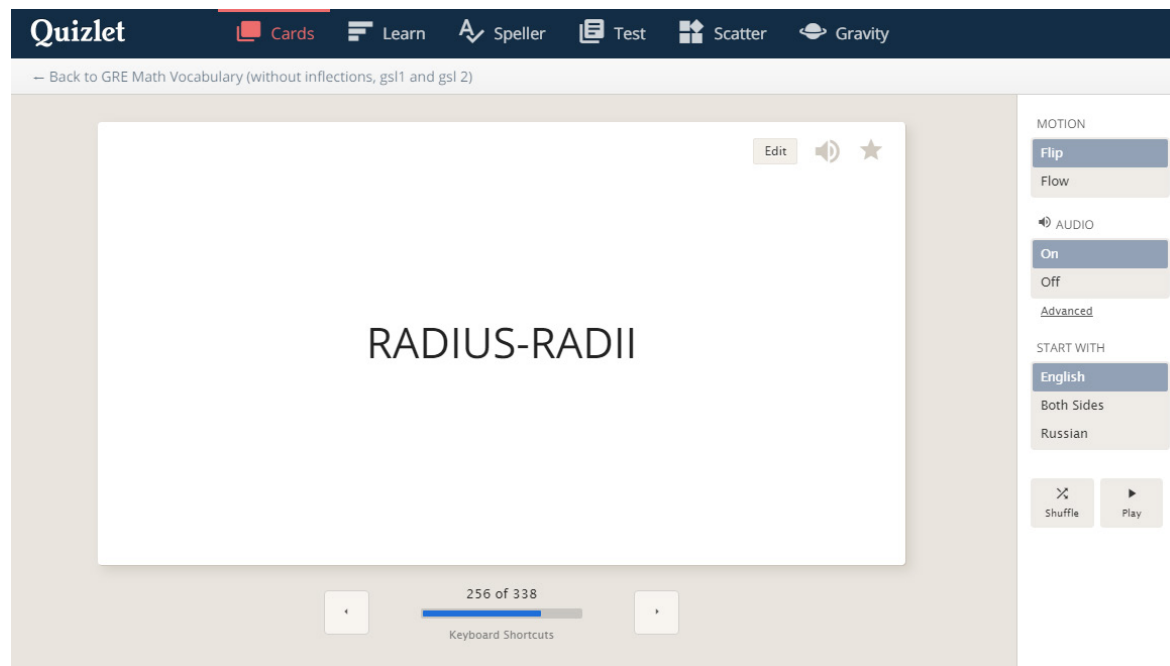 Quizlet
Cards
Learn
Speller
Test
Scatter
Gravity
← Back to GRE Math Vocabulary (without inflections, gsl1 and gsl 2)
Edit
RADIUS-RADII
256 of 338
Keyboard Shortcuts
MOTION
Flip
Flow
AUDIO
On
Off
Advanced
START WITH
English
Both Sides
Russian
Shuffle
Play